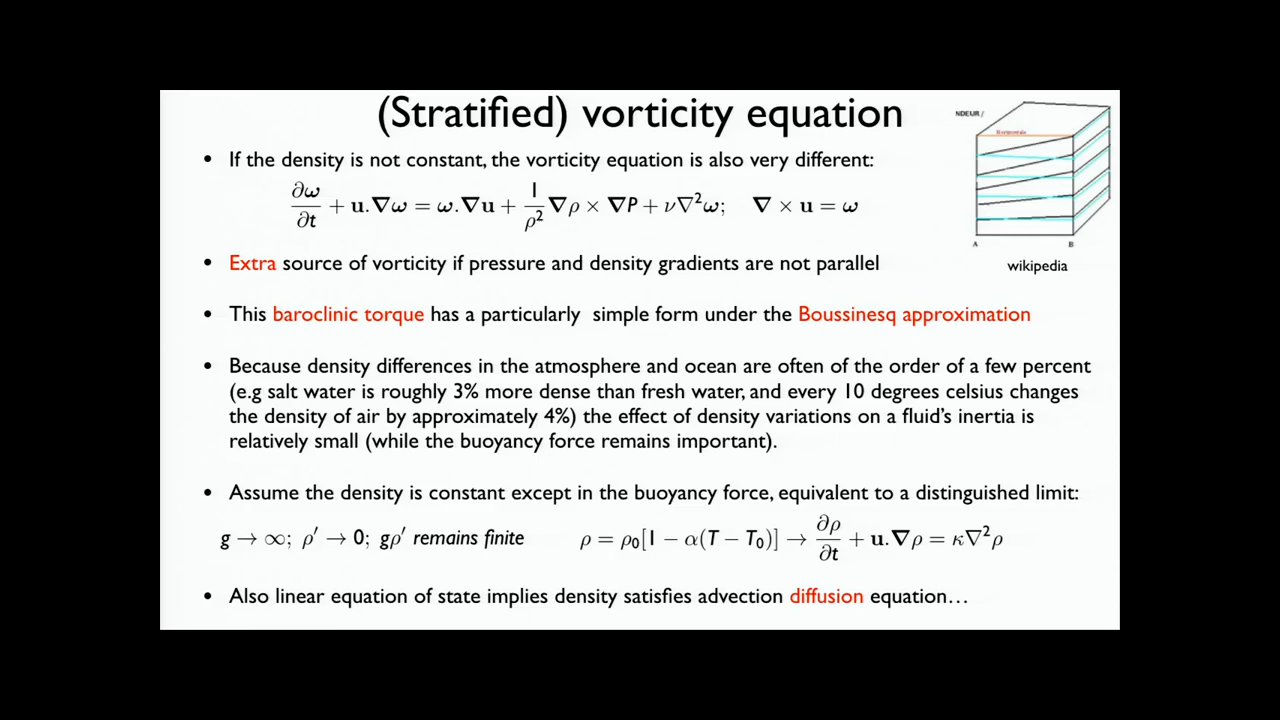 (Stratified) vorticity equation
NDEUR /
Horizontale
A B
wikipedia
• If the density is not constant, the vorticity equation is also very different:
∂ω/∂t + u.∇ω = ω.∇u + 1/ρ² ∇ρ × ∇P + ν∇²ω; ∇ × u = ω
• Extra source of vorticity if pressure and density gradients are not parallel
• This baroclinic torque has a particularly simple form under the Boussinesq approximation
• Because density differences in the atmosphere and ocean are often of the order of a few percent
(e.g salt water is roughly 3% more dense than fresh water, and every 10 degrees celsius changes
the density of air by approximately 4%) the effect of density variations on a fluid's inertia is
relatively small (while the buoyancy force remains important).
• Assume the density is constant except in the buoyancy force, equivalent to a distinguished limit:
g → ∞; ρ′ → 0; gρ′ remains finite ρ = ρ₀[1 − α(T − T₀)] → ∂ρ/∂t + u.∇ρ = κ∇²ρ
• Also linear equation of state implies density satisfies advection diffusion equation…